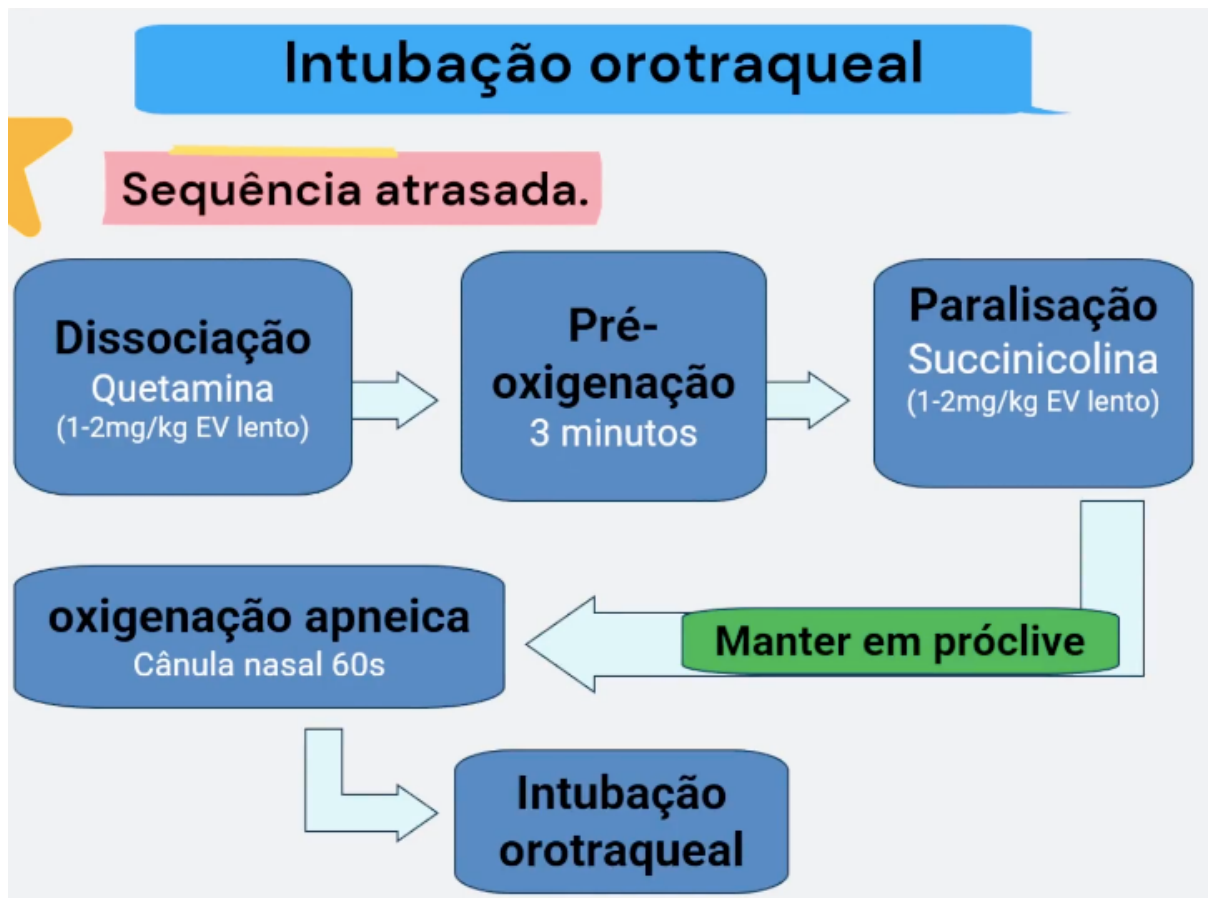 Intubação orotraqueal
Sequência atrasada.
Dissociação
Quetamina
(1-2mg/kg EV lento)
Pré-
oxigenação
3 minutos
Paralisação
Succinicolina
(1-2mg/kg EV lento)
Manter em próclive
oxigenação apneica
Cânula nasal 60s
Intubação
orotraqueal